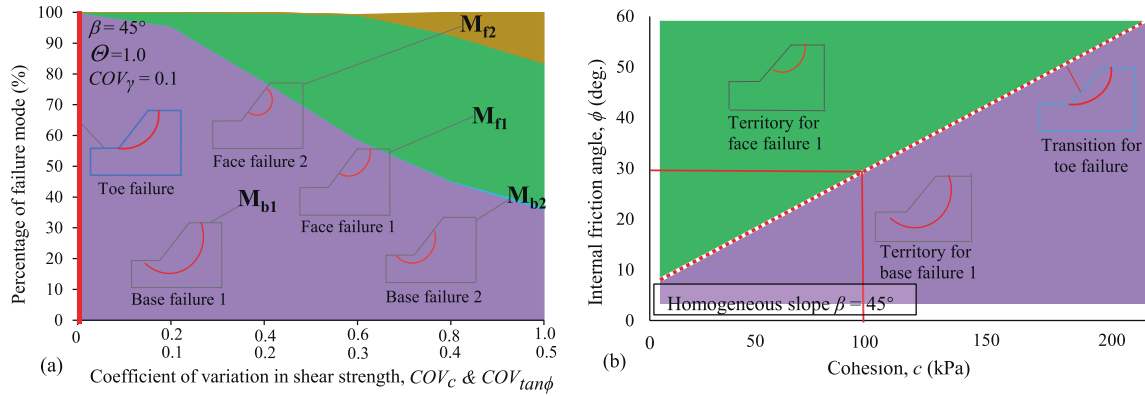 Percentage of failure mode (%)
100
90
80
70
60
50
40
30
20
10
0
β = 45°
Θ =1.0
COVγ = 0.1
Mf2
Mf1
Mb2
Mb1
Toe failure
Face failure 2
Face failure 1
Base failure 1
Base failure 2
0 0.2 0.4 0.6 0.8 1.0
0.1 0.2 0.3 0.4 0.5
(a)
Coefficient of variation in shear strength, COVc & COVtanϕ
Internal friction angle, ϕ (deg.)
60
50
40
30
20
10
0
Territory for
face failure 1
Transition for
toe failure
Territory for
base failure 1
Homogeneous slope β = 45°
0 50 100 150 200
(b)
Cohesion, c (kPa)